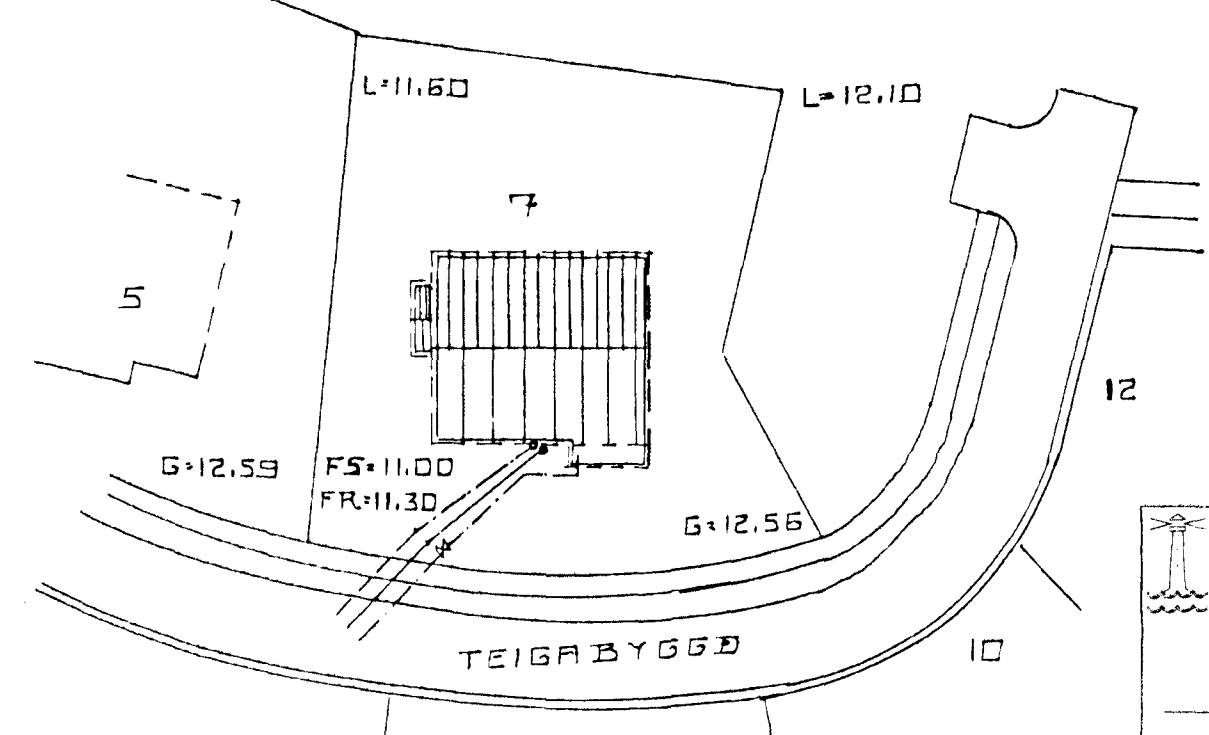 L=11.60
L=12.10
7
5
12
G=12.59
FS=11.00
FR=11.30
G=12.56
TEIGABYGGÐ
10